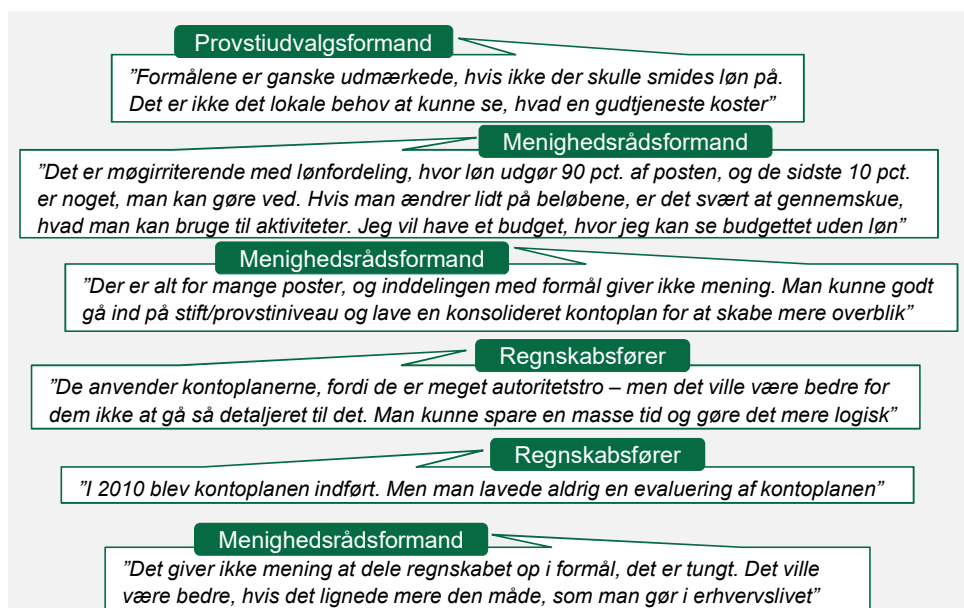 Provstiudvalgsformand
”Formålene er ganske udmærkede, hvis ikke der skulle smides løn på.
Det er ikke det lokale behov at kunne se, hvad en gudtjeneste koster”
Menighedsrådsformand
”Det er møgirriterende med lønfordeling, hvor løn udgør 90 pct. af posten, og de sidste 10 pct.
er noget, man kan gøre ved. Hvis man ændrer lidt på beløbene, er det svært at gennemskue,
hvad man kan bruge til aktiviteter. Jeg vil have et budget, hvor jeg kan se budgettet uden løn”
Menighedsrådsformand
”Der er alt for mange poster, og inddelingen med formål giver ikke mening. Man kunne godt
gå ind på stift/provstiniveau og lave en konsolideret kontoplan for at skabe mere overblik”
Regnskabsfører
”De anvender kontoplanerne, fordi de er meget autoritetstro – men det ville være bedre for
dem ikke at gå så detaljeret til det. Man kunne spare en masse tid og gøre det mere logisk”
Regnskabsfører
”I 2010 blev kontoplanen indført. Men man lavede aldrig en evaluering af kontoplanen”
Menighedsrådsformand
”Det giver ikke mening at dele regnskabet op i formål, det er tungt. Det ville
være bedre, hvis det lignede mere den måde, som man gør i erhvervslivet”